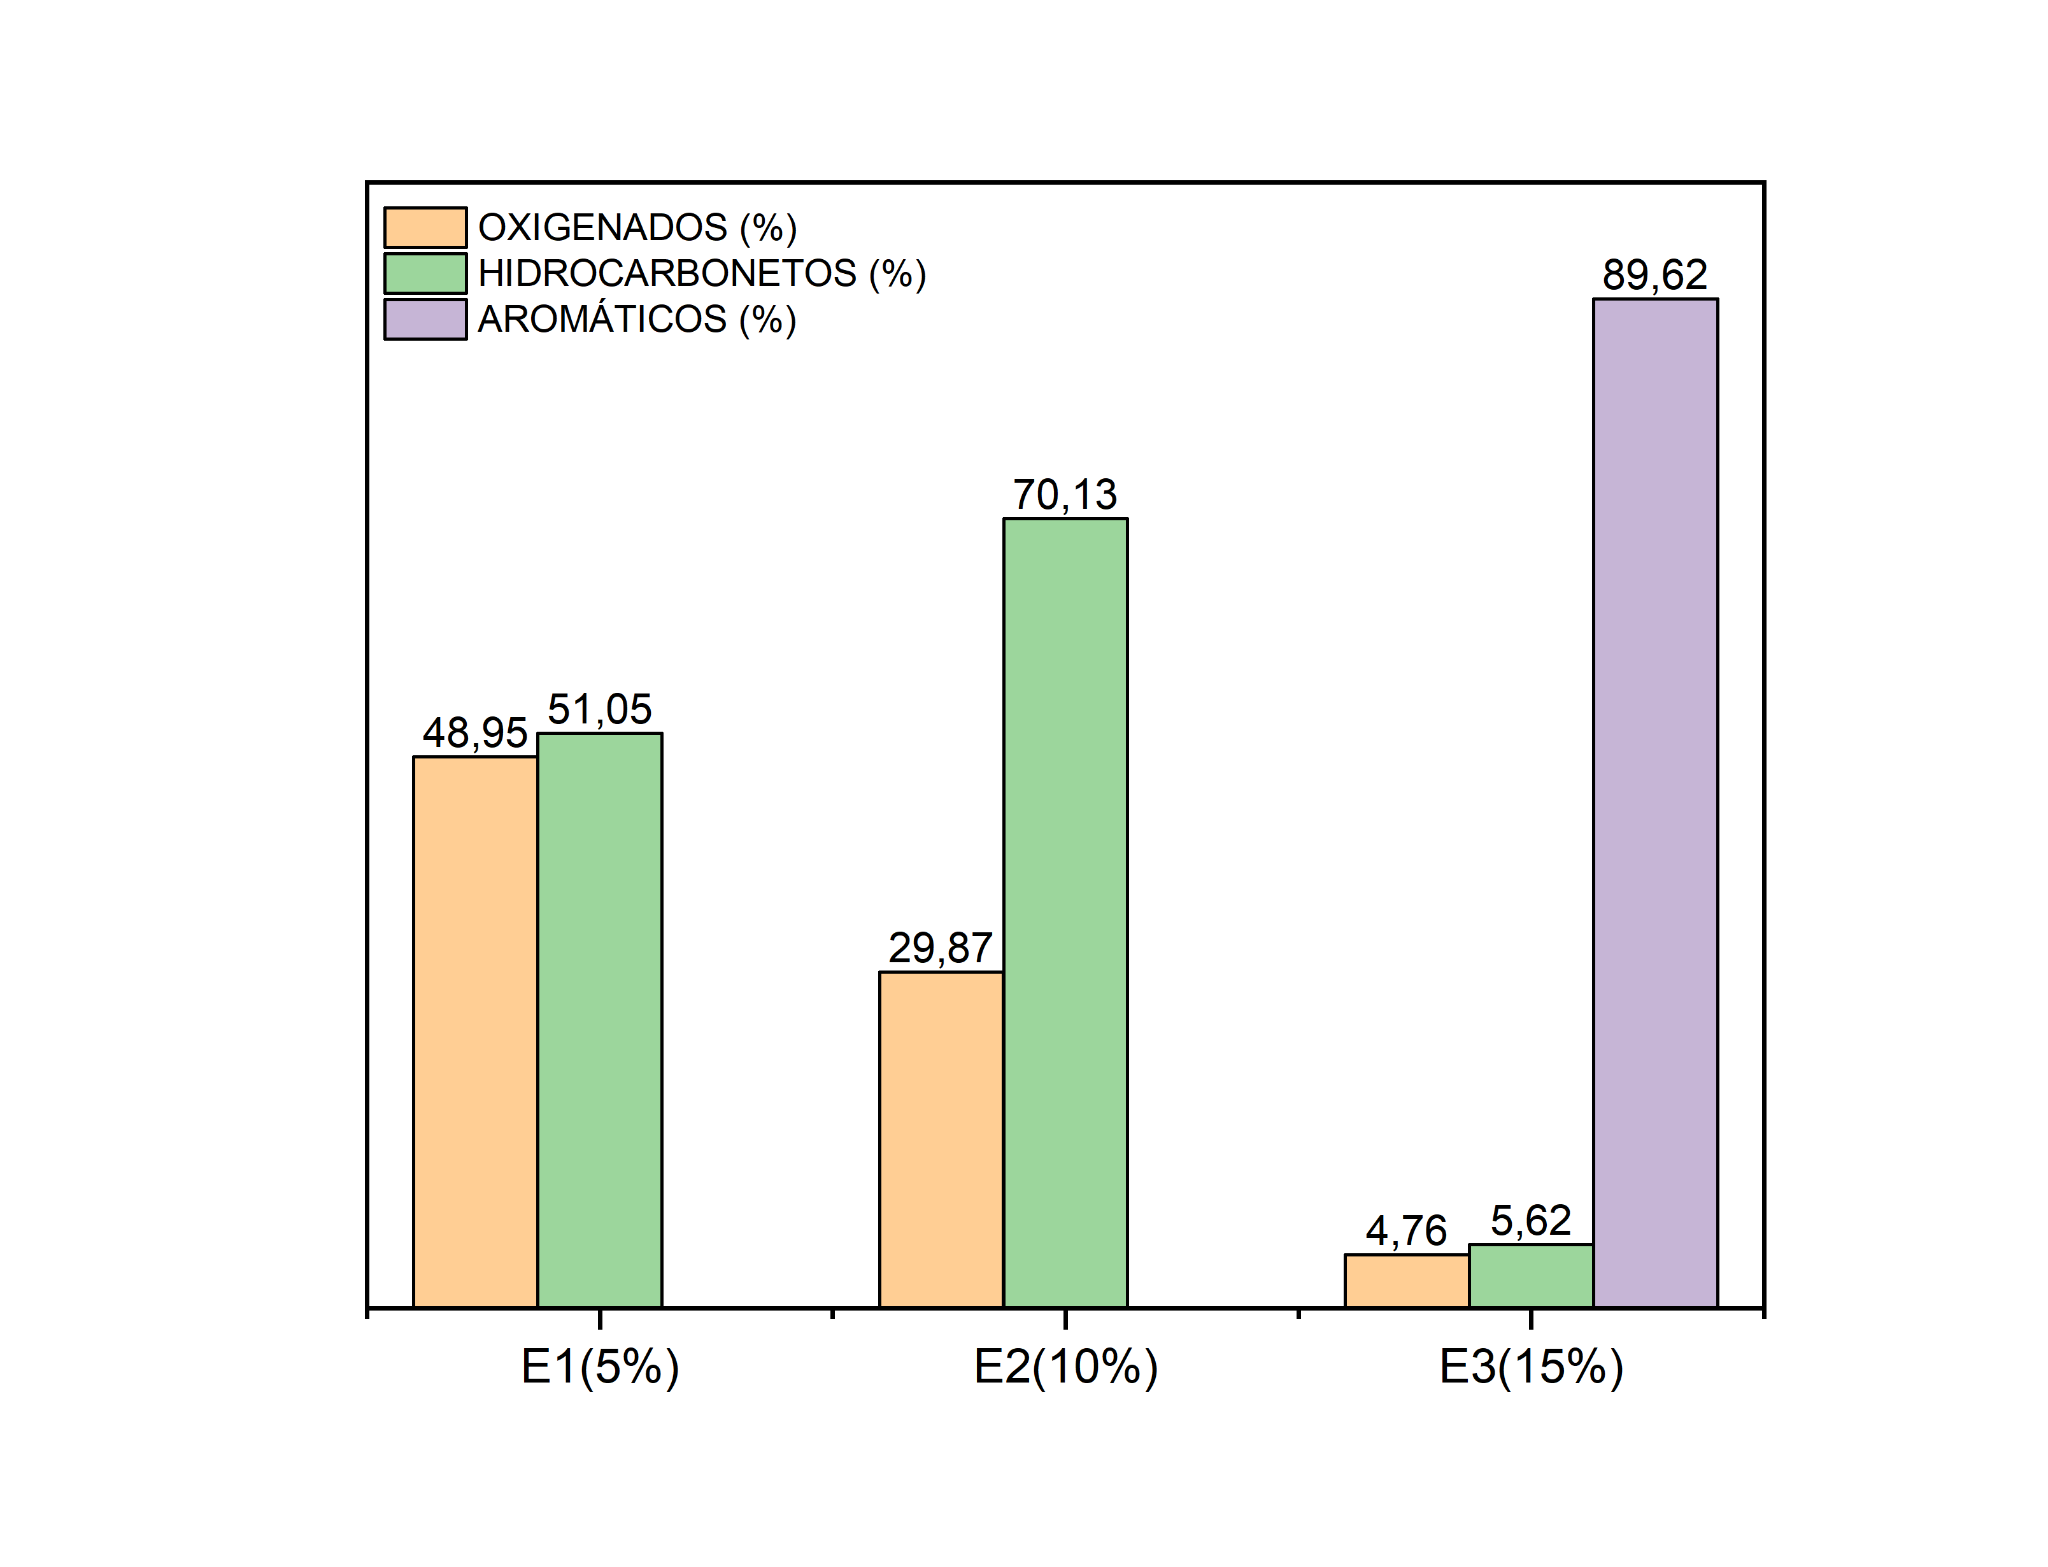 OXIGENADOS (%)
HIDROCARBONETOS (%)
AROMÁTICOS (%)
89,62
70,13
51,05
48,95
29,87
5,62
4,76
E1(5%)
E2(10%)
E3(15%)